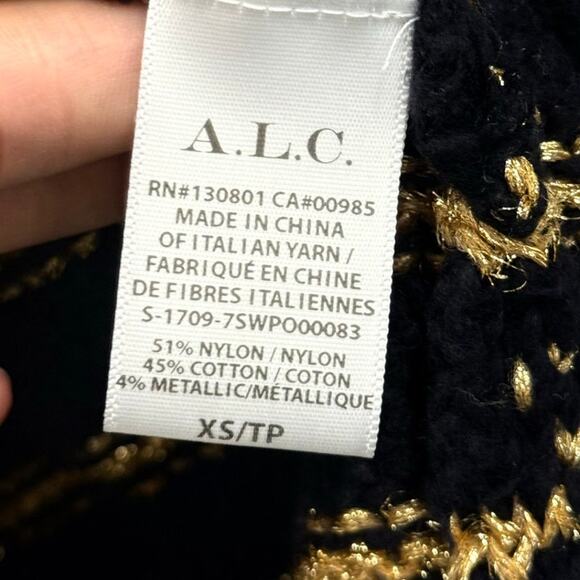 A.L.C.
RN#130801 CA#00985
MADE IN CHINA
OF ITALIAN YARN /
FABRIQUÉ EN CHINE
DE FIBRES ITALIENNES
S-1709-7SWPO00083
51% NYLON / NYLON
45% COTTON / COTON
4% METALLIC/MÉTALLIQUE
XS/TP